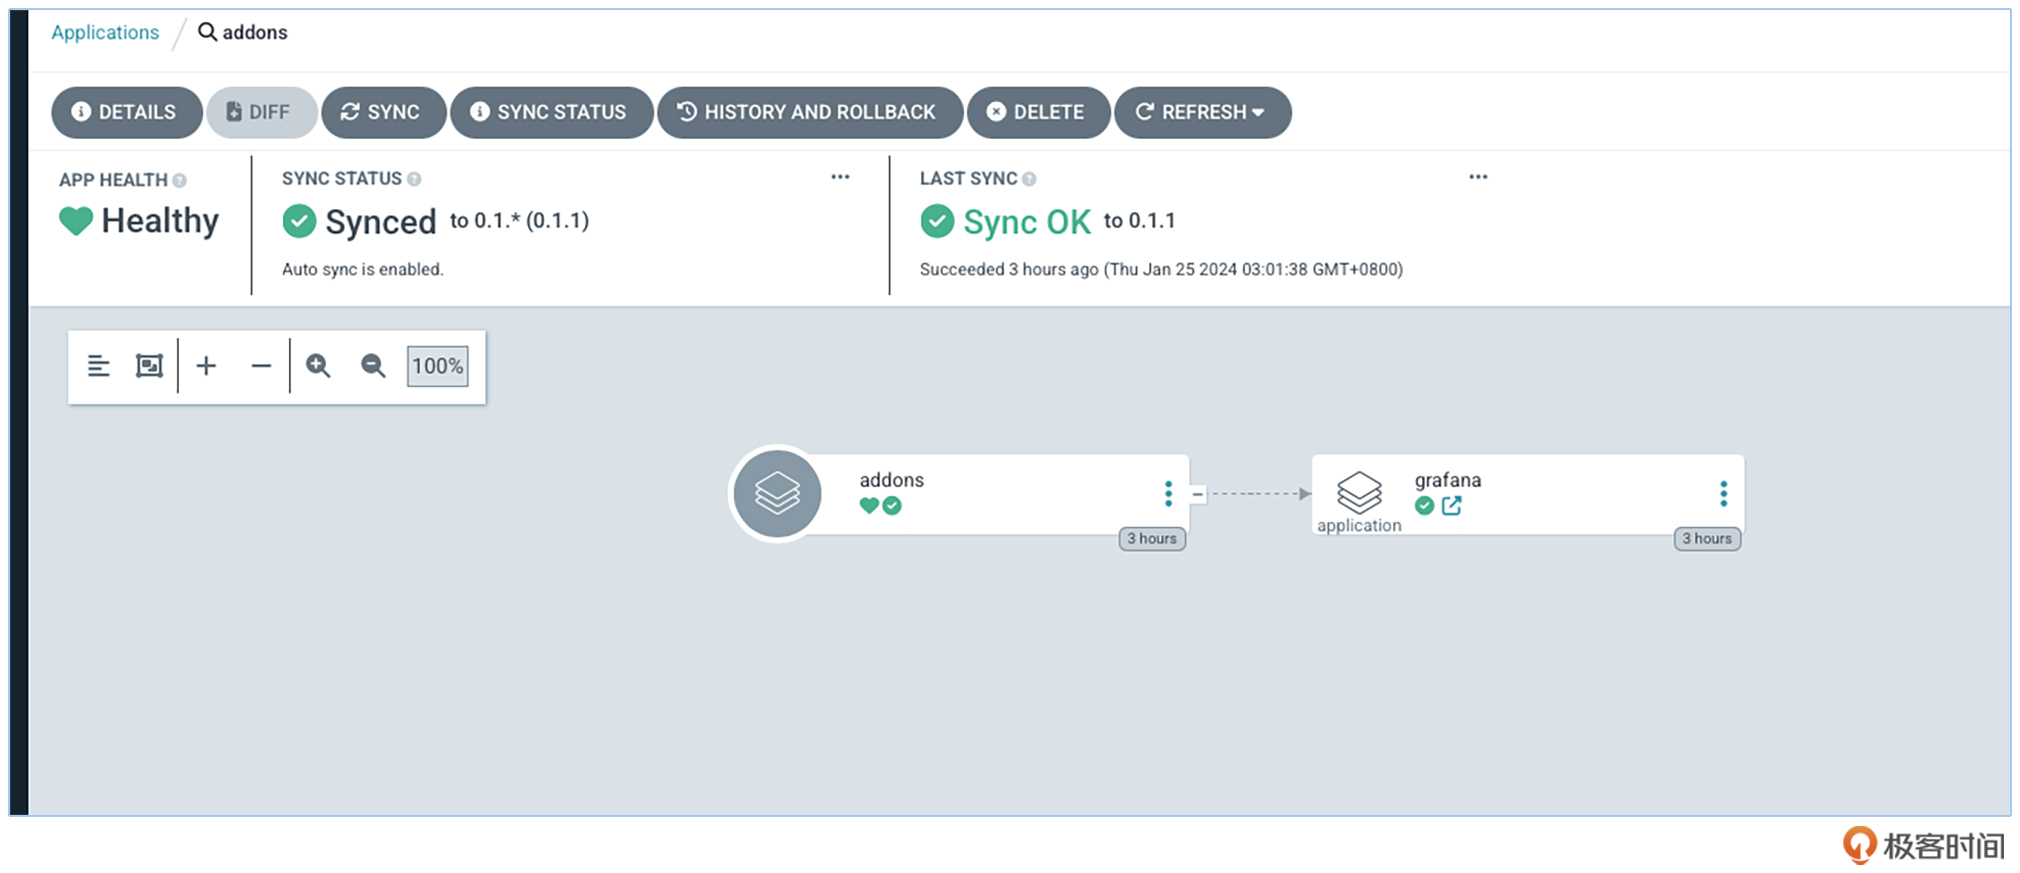 Applications / addons
DETAILS DIFF SYNC SYNC STATUS HISTORY AND ROLLBACK DELETE REFRESH
APP HEALTH
Healthy
SYNC STATUS
Synced to 0.1.* (0.1.1)
Auto sync is enabled.
LAST SYNC
Sync OK to 0.1.1
Succeeded 3 hours ago (Thu Jan 25 2024 03:01:38 GMT+0800)
100%
addons
3 hours
grafana
application
3 hours
极客时间